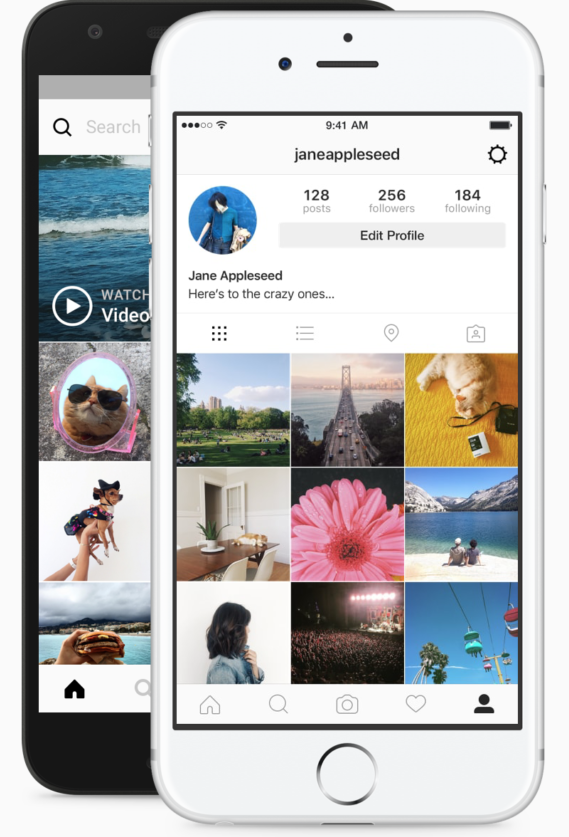 Search
WATCH
Video
9:41 AM
janeappleseed
128
posts
256
followers
184
following
Edit Profile
Jane Appleseed
Here's to the crazy ones...